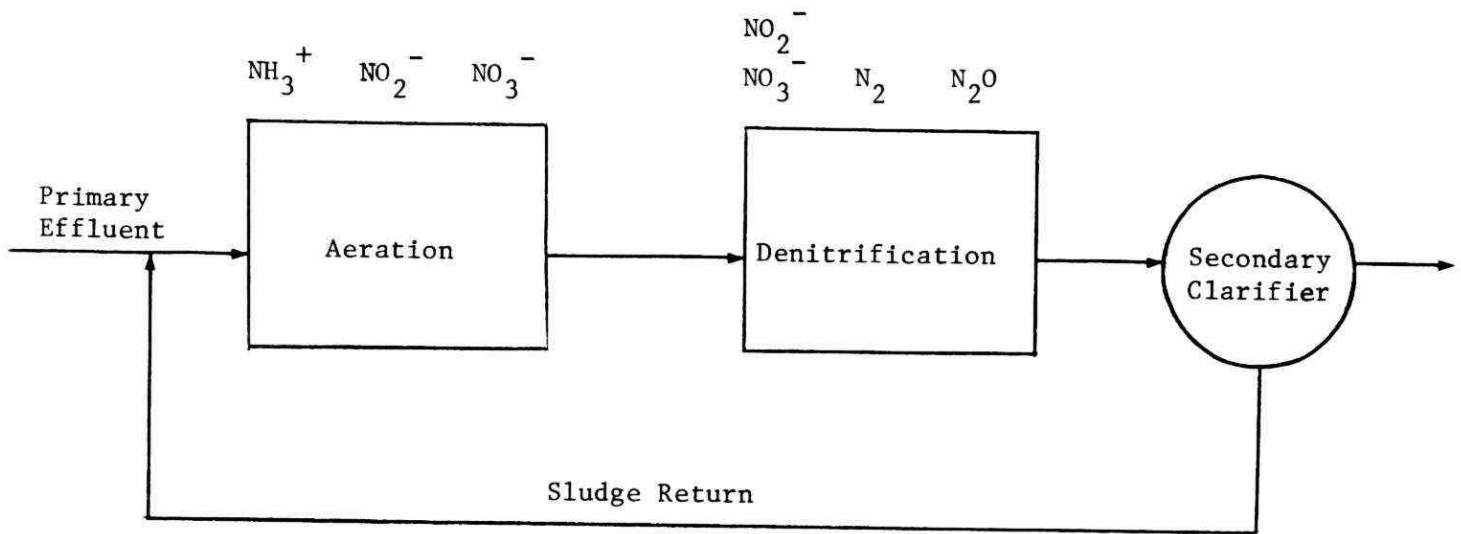 NO₂⁻
NH₃⁺ NO₂⁻ NO₃⁻
NO₃⁻ N₂ N₂O
Primary
Effluent
Aeration
Denitrification
Secondary
Clarifier
Sludge Return